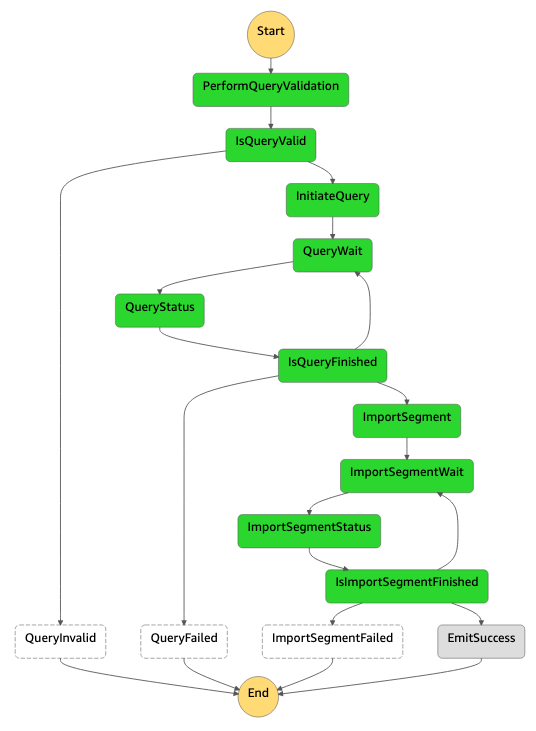 Start
PerformQueryValidation
IsQueryValid
InitiateQuery
QueryWait
QueryStatus
IsQueryFinished
ImportSegment
ImportSegmentWait
ImportSegmentStatus
IsImportSegmentFinished
QueryInvalid
QueryFailed
ImportSegmentFailed
EmitSuccess
End